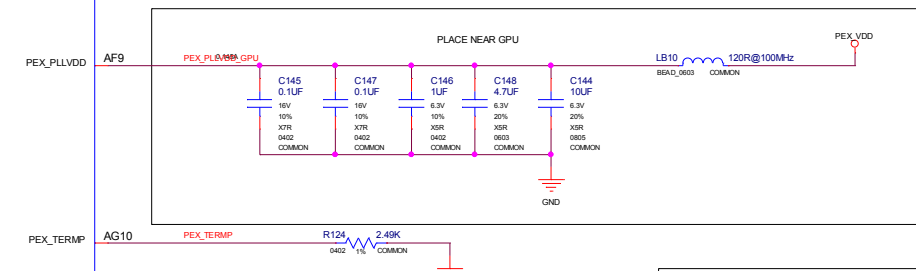 PLACE NEAR GPU
PEX_VDD
PEX_PLLVDD AF9 PEX_PLLVDD_GPU LB10 120R@100MHz
BEAD_0603 COMMON
C145 C147 C146 C148 C144
0.1UF 0.1UF 1UF 4.7UF 10UF
16V 16V 6.3V 6.3V 6.3V
10% 10% 10% 20% 20%
X7R X7R X5R X5R X5R
0402 0402 0402 0603 0805
COMMON COMMON COMMON COMMON COMMON
GND
PEX_TERMP AG10 PEX_TERMP R124 2.49K
0402 1% COMMON